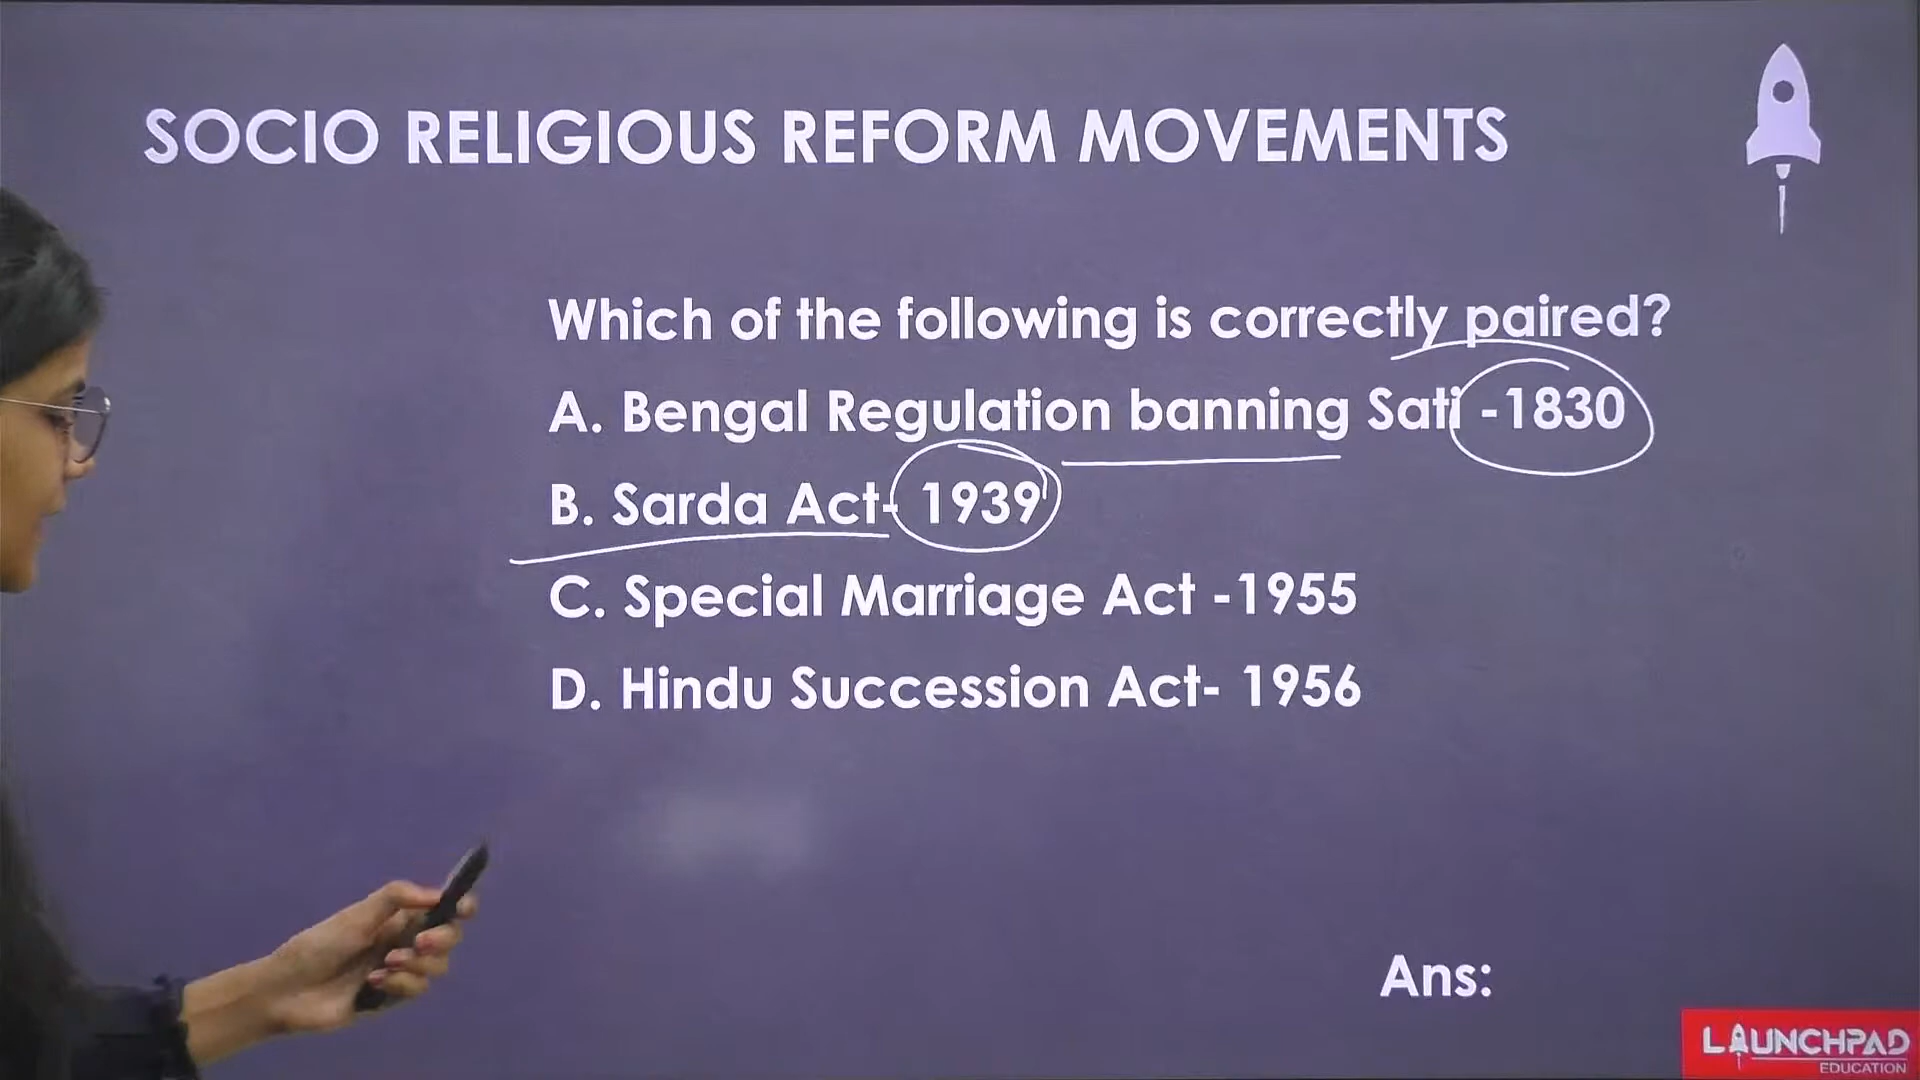 SOCIO RELIGIOUS REFORM MOVEMENTS
Which of the following is correctly paired?
A. Bengal Regulation banning Sati -1830
B. Sarda Act- 1939
C. Special Marriage Act -1955
D. Hindu Succession Act- 1956
Ans:
LAUNCHPAD
EDUCATION